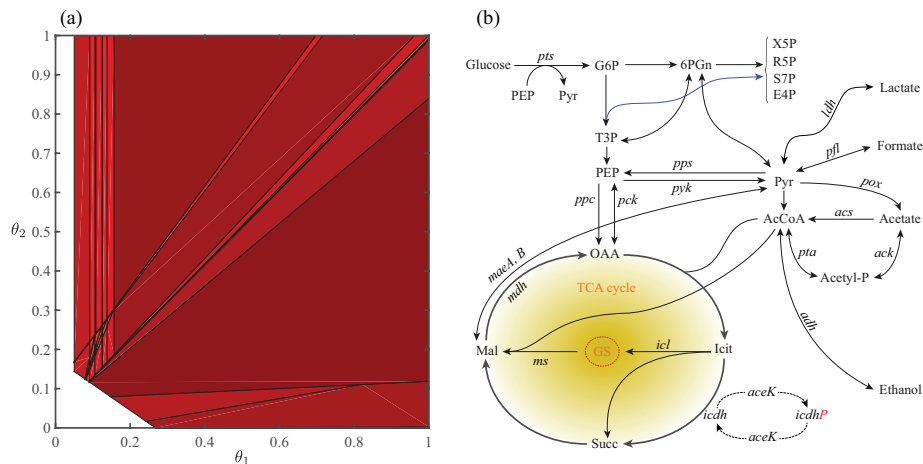 (a)
1
0.9
0.8
0.7
0.6
0.5
0.4
0.3
0.2
0.1
0
θ2
0 0.2 0.4 0.6 0.8 1
θ1
(b)
Glucose pts G6P 6PGn
X5P
R5P
S7P
E4P
PEP Pyr
Lactate
ldh
T3P
pfl Formate
PEP pps Pyr
pyk pox
ppc pck
AcCoA acs Acetate
maeA, B
pta ack
mdh
OAA
Acetyl-P
TCA cycle
adh
Mal ms GS icl Icit
Ethanol
aceK
icdh icdhP
aceK
Succ